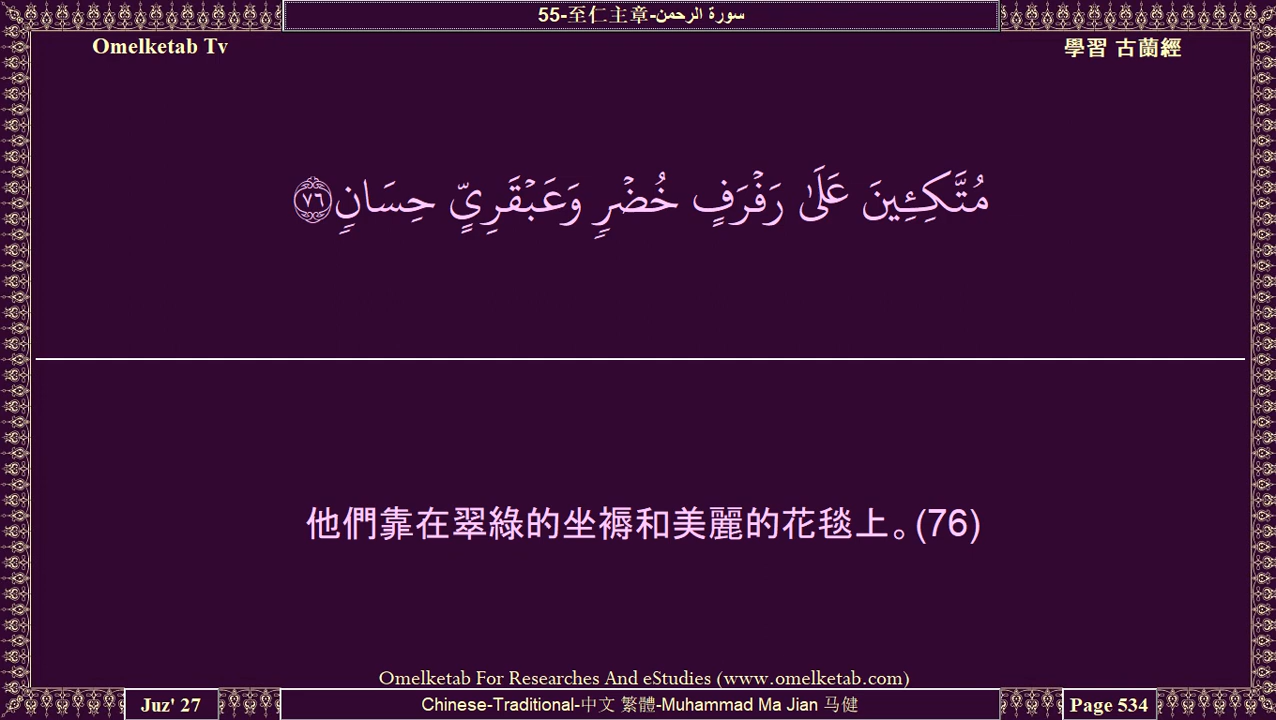 55-至仁主章-سورة الرحمن
Omelketab Tv
學習 古蘭經
مُتَّكِـِٔينَ عَلَىٰ رَفۡرَفٍ خُضۡرٖ وَعَبۡقَرِيٍّ حِسَانٖ ٧٦
他們靠在翠綠的坐褥和美麗的花毯上。(76)
Omelketab For Researches And eStudies (www.omelketab.com)
Juz' 27
Chinese-Traditional-中文 繁體-Muhammad Ma Jian 马健
Page 534